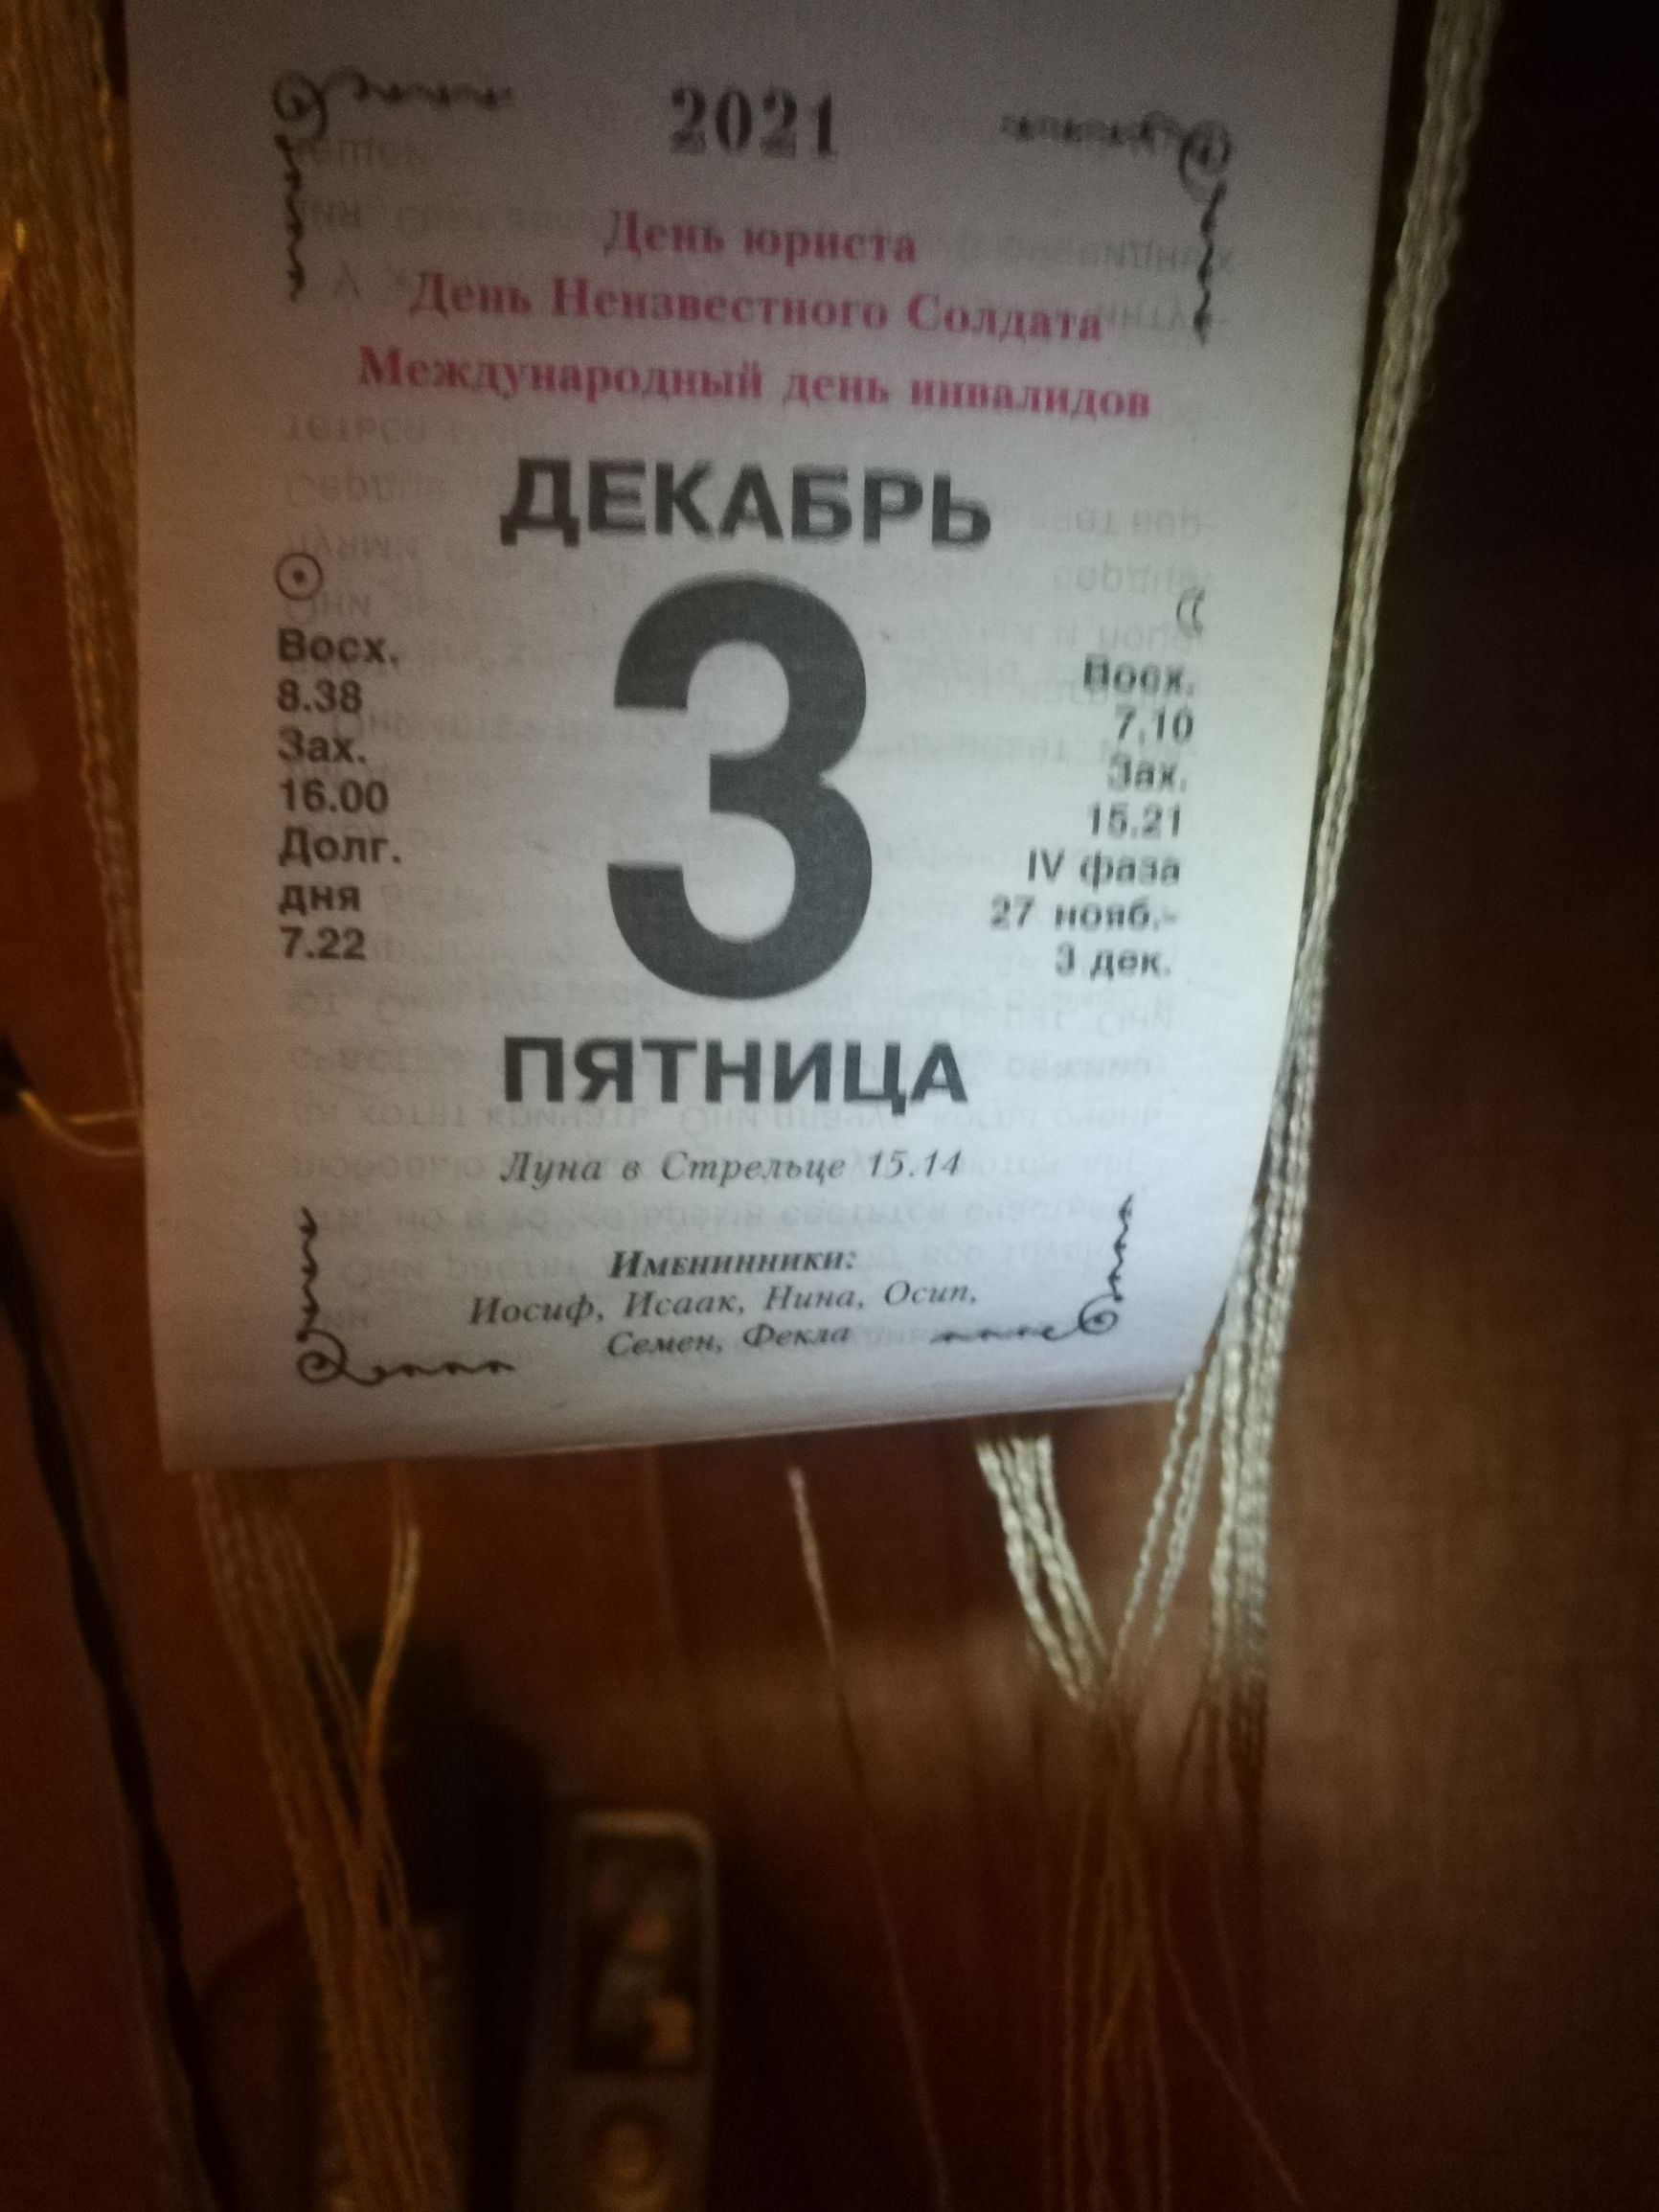 2021
День юриста
День Неизвестного Солдата
Международный день инвалидов
ДЕКАБРЬ
3
Восх.
8.38
Зах.
16.00
Долг.
дня
7.22
Восх.
7.10
Зах.
15.21
IV фаза
27 нояб.-
3 дек.
ПЯТНИЦА
Луна в Стрельце 15.14
Именинники:
Иосиф, Исаак, Нина, Осип,
Семен, Фекла